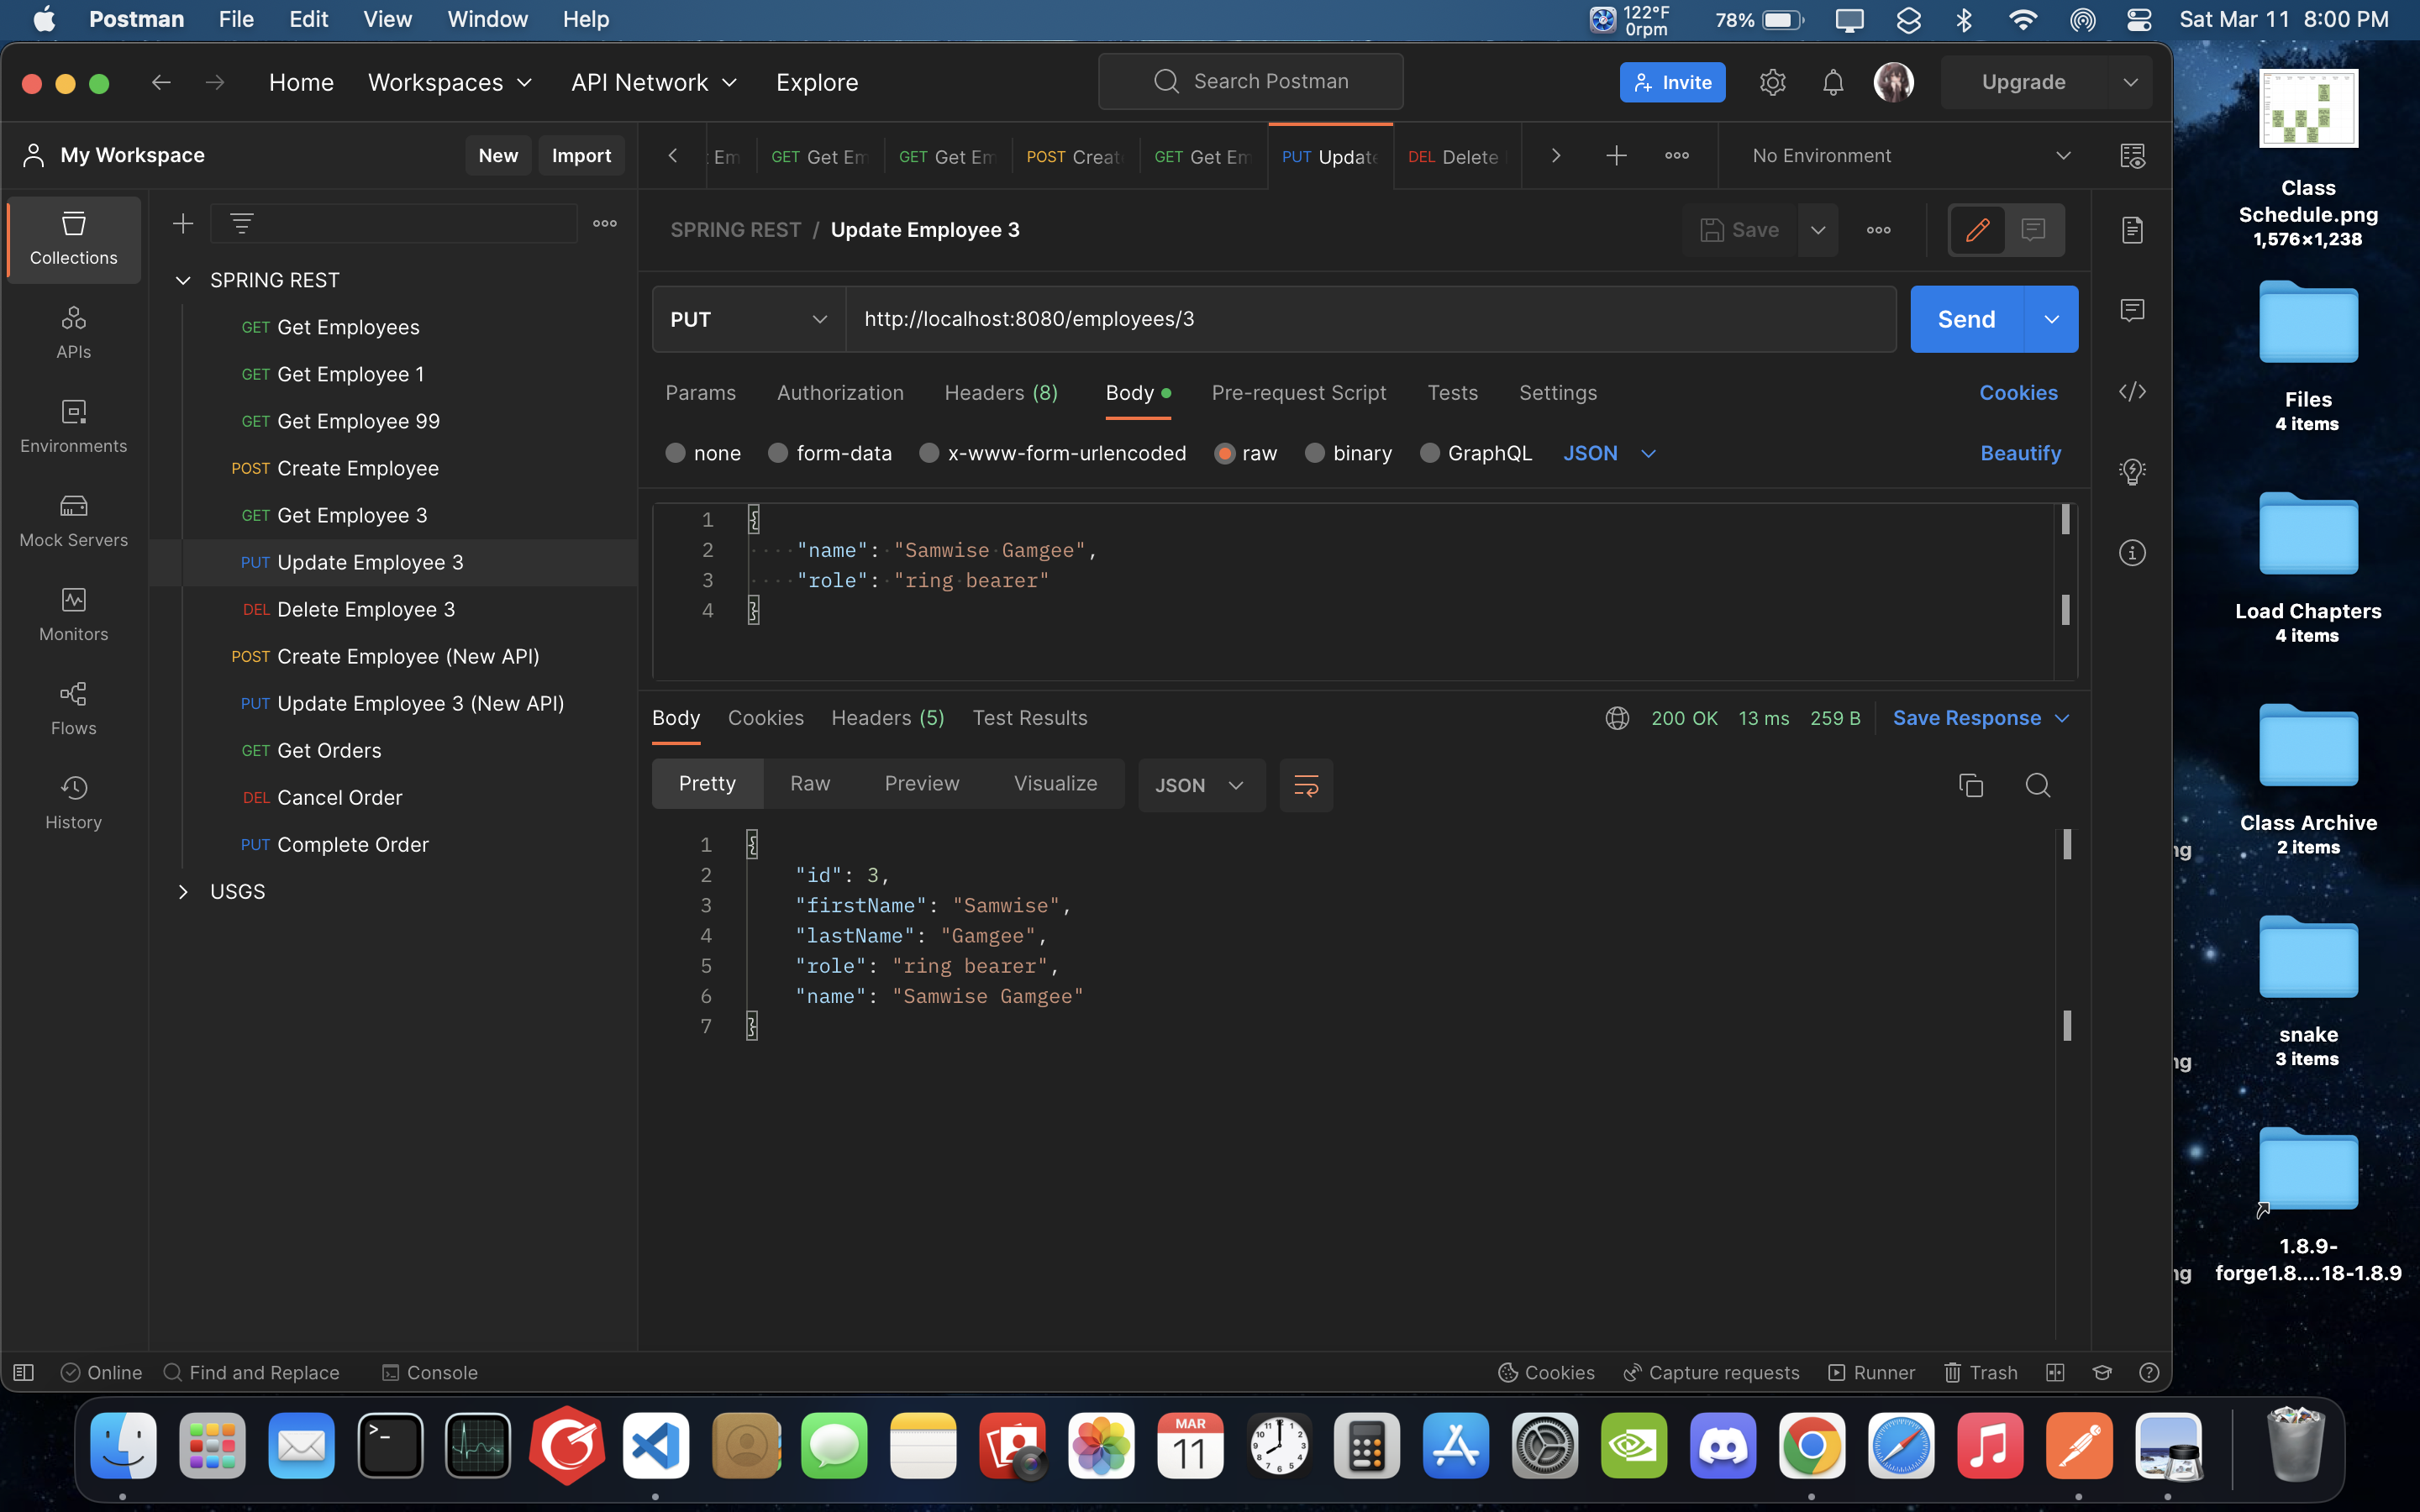 Postman File Edit View Window Help 122°F 0rpm 78% Sat Mar 11 8:00 PM
Home Workspaces API Network Explore Search Postman Invite Upgrade
My Workspace New Import
GET Get Em GET Get Em POST Creat GET Get Em PUT Updat DEL Delete No Environment
Collections
APIs
Environments
Mock Servers
Monitors
Flows
History
SPRING REST
GET Get Employees
GET Get Employee 1
GET Get Employee 99
POST Create Employee
GET Get Employee 3
PUT Update Employee 3
DEL Delete Employee 3
POST Create Employee (New API)
PUT Update Employee 3 (New API)
GET Get Orders
DEL Cancel Order
PUT Complete Order
USGS
SPRING REST / Update Employee 3 Save
PUT http://localhost:8080/employees/3 Send
Params Authorization Headers (8) Body Pre-request Script Tests Settings Cookies
none form-data x-www-form-urlencoded raw binary GraphQL JSON Beautify
1 {
2 "name": "Samwise Gamgee",
3 "role": "ring bearer"
4 }
Body Cookies Headers (5) Test Results 200 OK 13 ms 259 B Save Response
Pretty Raw Preview Visualize JSON
1 {
2 "id": 3,
3 "firstName": "Samwise",
4 "lastName": "Gamgee",
5 "role": "ring bearer",
6 "name": "Samwise Gamgee"
7 }
Online Find and Replace Console Cookies Capture requests Runner Trash
Class
Schedule.png
1,576×1,238
Files
4 items
Load Chapters
4 items
Class Archive
2 items
snake
3 items
1.8.9-
forge1.8....18-1.8.9
MAR
11